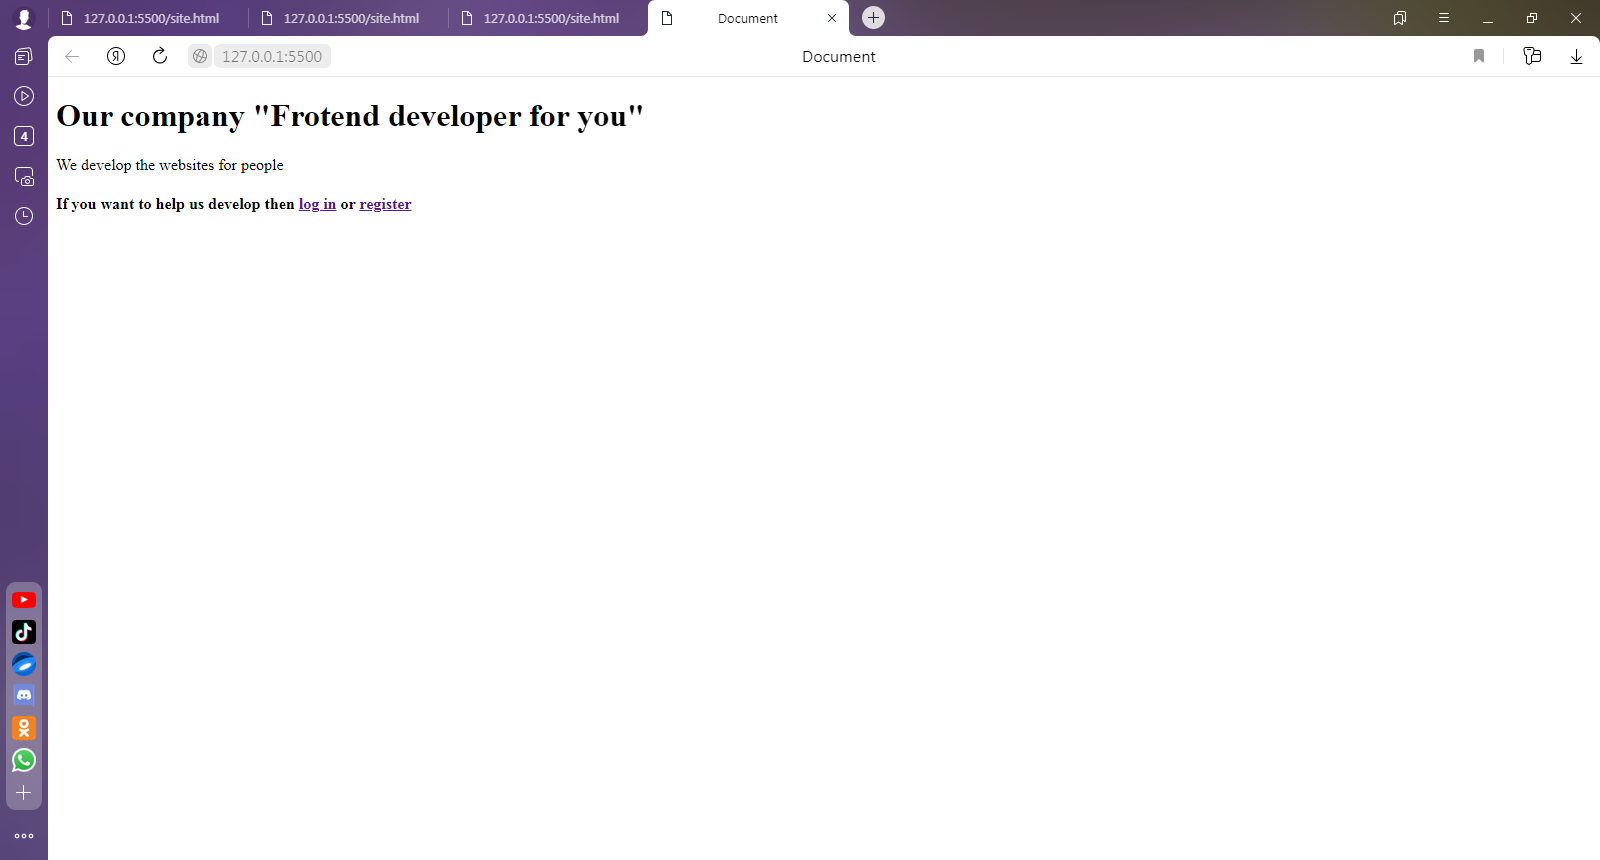 127.0.0.1:5500/site.html
127.0.0.1:5500/site.html
127.0.0.1:5500/site.html
Document
Я
127.0.0.1:5500
Document
4
Our company "Frotend developer for you"
We develop the websites for people
If you want to help us develop then log in or register